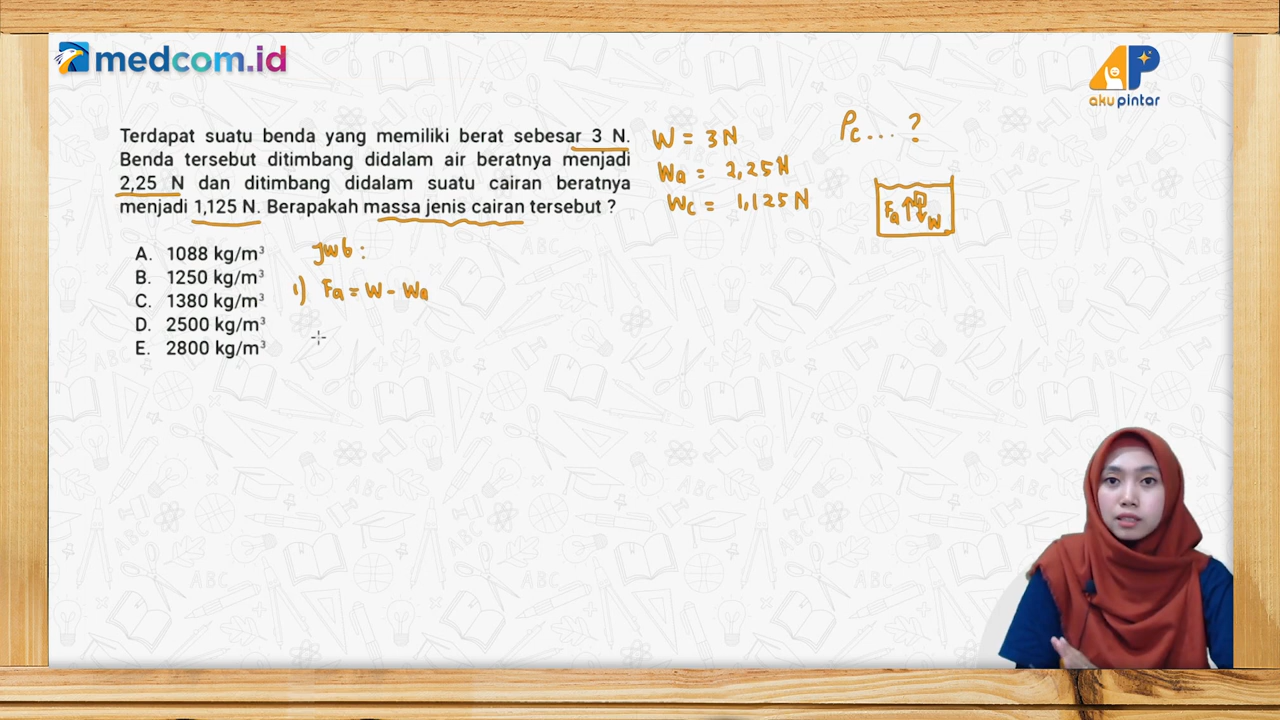 medcom.id
AP
aku pintar
Terdapat suatu benda yang memiliki berat sebesar 3 N.
Benda tersebut ditimbang didalam air beratnya menjadi
2,25 N dan ditimbang didalam suatu cairan beratnya
menjadi 1,125 N. Berapakah massa jenis cairan tersebut ?
W = 3 N
Wa = 2,25 N
Wc = 1,125 N
ρc ... ?
Fa W
A. 1088 kg/m³
B. 1250 kg/m³
C. 1380 kg/m³
D. 2500 kg/m³
E. 2800 kg/m³
jwb :
1) Fa = W - Wa